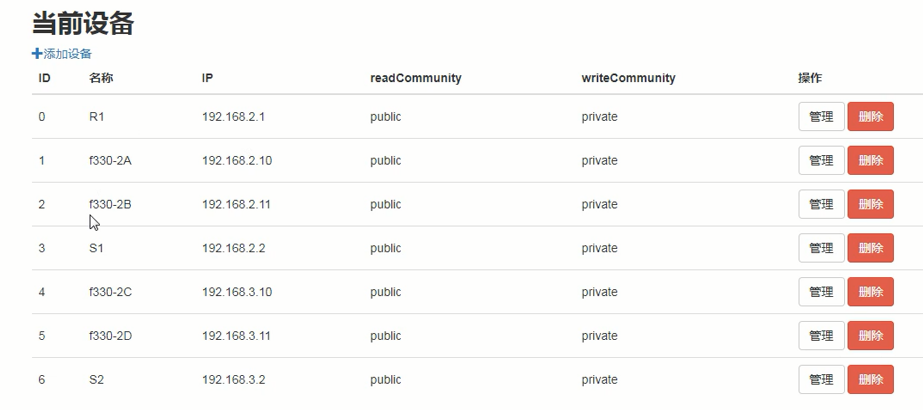 当前设备
+添加设备
ID 名称 IP readCommunity writeCommunity 操作
0 R1 192.168.2.1 public private 管理 删除
1 f330-2A 192.168.2.10 public private 管理 删除
2 f330-2B 192.168.2.11 public private 管理 删除
3 S1 192.168.2.2 public private 管理 删除
4 f330-2C 192.168.3.10 public private 管理 删除
5 f330-2D 192.168.3.11 public private 管理 删除
6 S2 192.168.3.2 public private 管理 删除